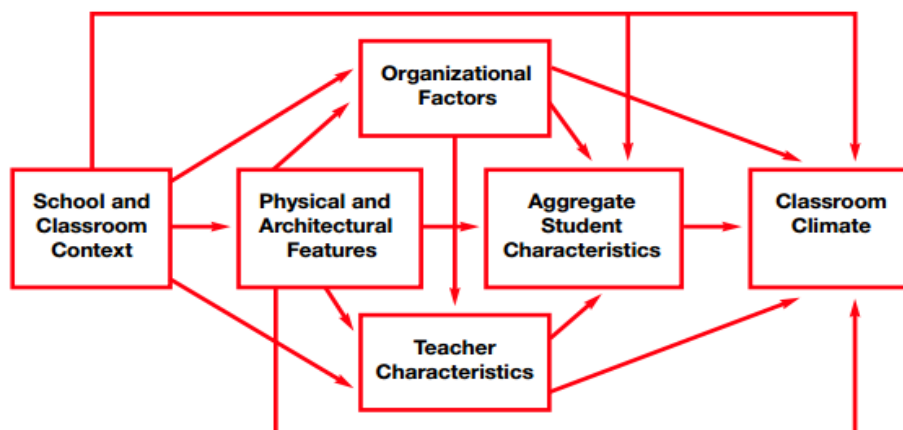 Organizational
Factors
School and
Classroom
Context
Physical and
Architectural
Features
Aggregate
Student
Characteristics
Classroom
Climate
Teacher
Characteristics